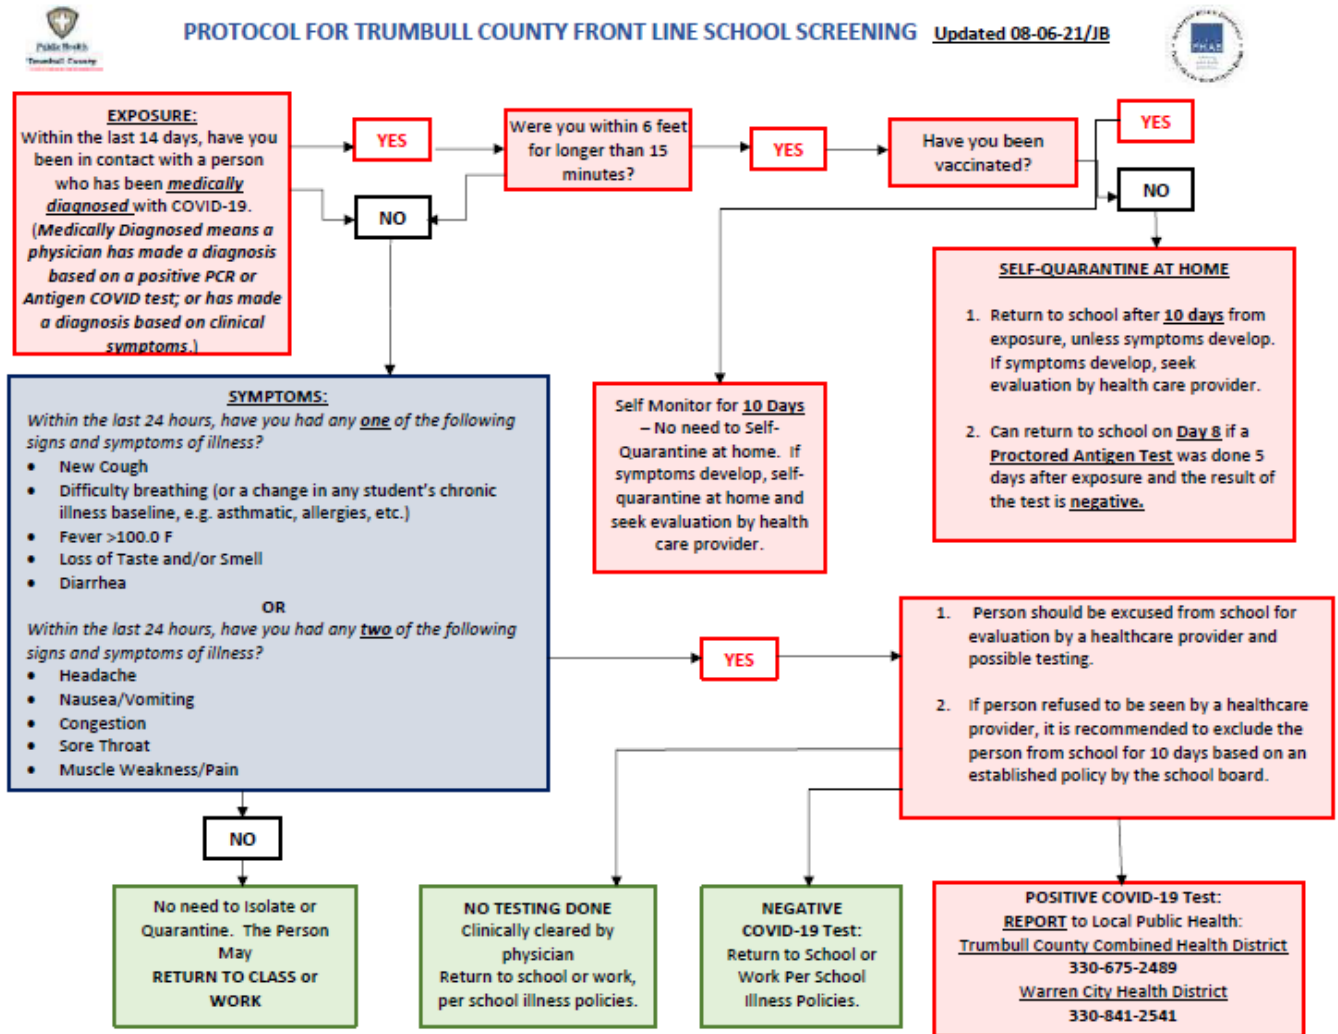 Public Health
Trumbull County
PROTOCOL FOR TRUMBULL COUNTY FRONT LINE SCHOOL SCREENING Updated 08-06-21/JB
PHAB
EXPOSURE:
Within the last 14 days, have you
been in contact with a person
who has been medically
diagnosed with COVID-19.
(Medically Diagnosed means a
physician has made a diagnosis
based on a positive PCR or
Antigen COVID test; or has made
a diagnosis based on clinical
symptoms.)
YES
NO
Were you within 6 feet
for longer than 15
minutes?
YES
Have you been
vaccinated?
YES
NO
SELF-QUARANTINE AT HOME
1. Return to school after 10 days from
exposure, unless symptoms develop.
If symptoms develop, seek
evaluation by health care provider.
2. Can return to school on Day 8 if a
Proctored Antigen Test was done 5
days after exposure and the result of
the test is negative.
Self Monitor for 10 Days
– No need to Self-
Quarantine at home. If
symptoms develop, self-
quarantine at home and
seek evaluation by health
care provider.
SYMPTOMS:
Within the last 24 hours, have you had any one of the following
signs and symptoms of illness?
• New Cough
• Difficulty breathing (or a change in any student's chronic
illness baseline, e.g. asthmatic, allergies, etc.)
• Fever >100.0 F
• Loss of Taste and/or Smell
• Diarrhea
OR
Within the last 24 hours, have you had any two of the following
signs and symptoms of illness?
• Headache
• Nausea/Vomiting
• Congestion
• Sore Throat
• Muscle Weakness/Pain
YES
1. Person should be excused from school for
evaluation by a healthcare provider and
possible testing.
2. If person refused to be seen by a healthcare
provider, it is recommended to exclude the
person from school for 10 days based on an
established policy by the school board.
NO
No need to Isolate or
Quarantine. The Person
May
RETURN TO CLASS or
WORK
NO TESTING DONE
Clinically cleared by
physician
Return to school or work,
per school illness policies.
NEGATIVE
COVID-19 Test:
Return to School or
Work Per School
Illness Policies.
POSITIVE COVID-19 Test:
REPORT to Local Public Health:
Trumbull County Combined Health District
330-675-2489
Warren City Health District
330-841-2541